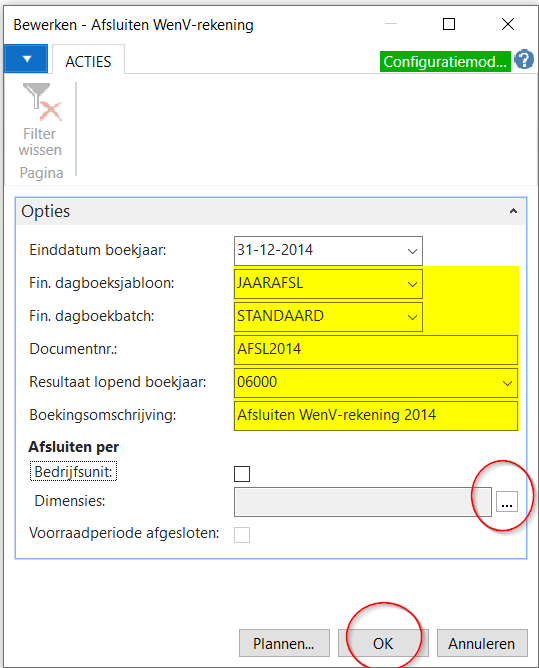 Bewerken - Afsluiten WenV-rekening
ACTIES
Configuratiemod...
?
Filter
wissen
Pagina
Opties
Einddatum boekjaar:
31-12-2014
Fin. dagboeksjabloon:
JAARAFSL
Fin. dagboekbatch:
STANDAARD
Documentnr.:
AFSL2014
Resultaat lopend boekjaar:
06000
Boekingsomschrijving:
Afsluiten WenV-rekening 2014
Afsluiten per
Bedrijfsunit:
Dimensies:
...
Voorraadperiode afgesloten:
Plannen... OK Annuleren